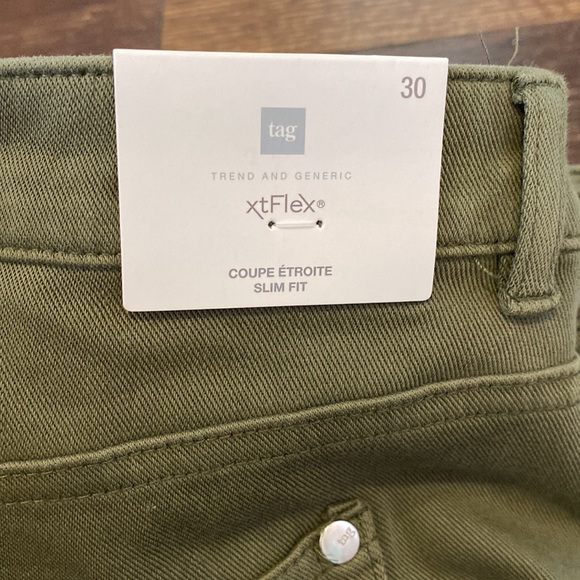 30
tag
TREND AND GENERIC
xtFlex®
COUPE ÉTROITE
SLIM FIT
tag